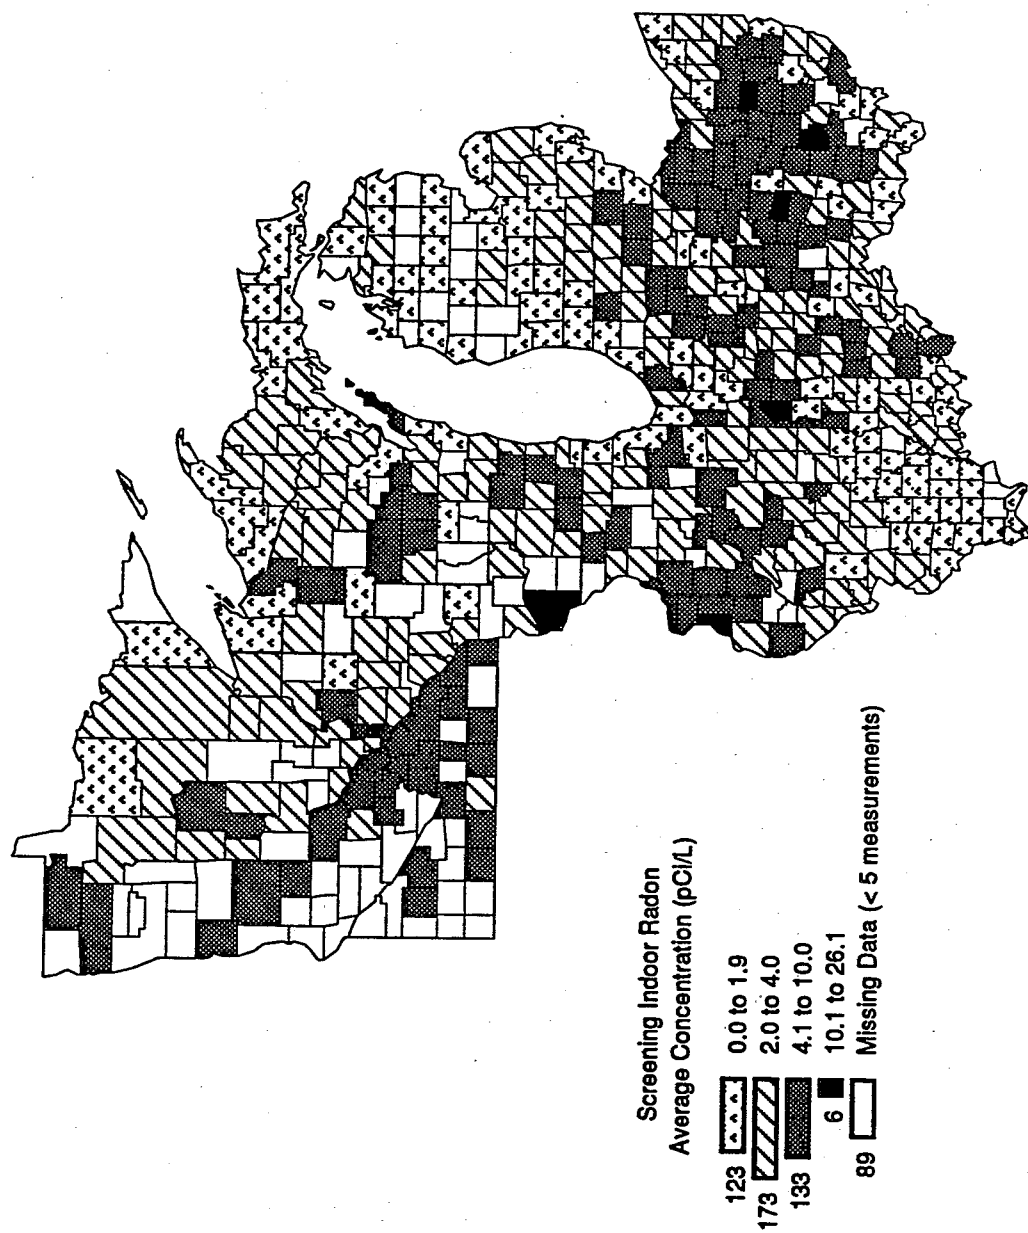 Screening Indoor Radon
Average Concentration (pCi/L)
123 0.0 to 1.9
173 2.0 to 4.0
133 4.1 to 10.0
6 10.1 to 26.1
89 Missing Data (< 5 measurements)